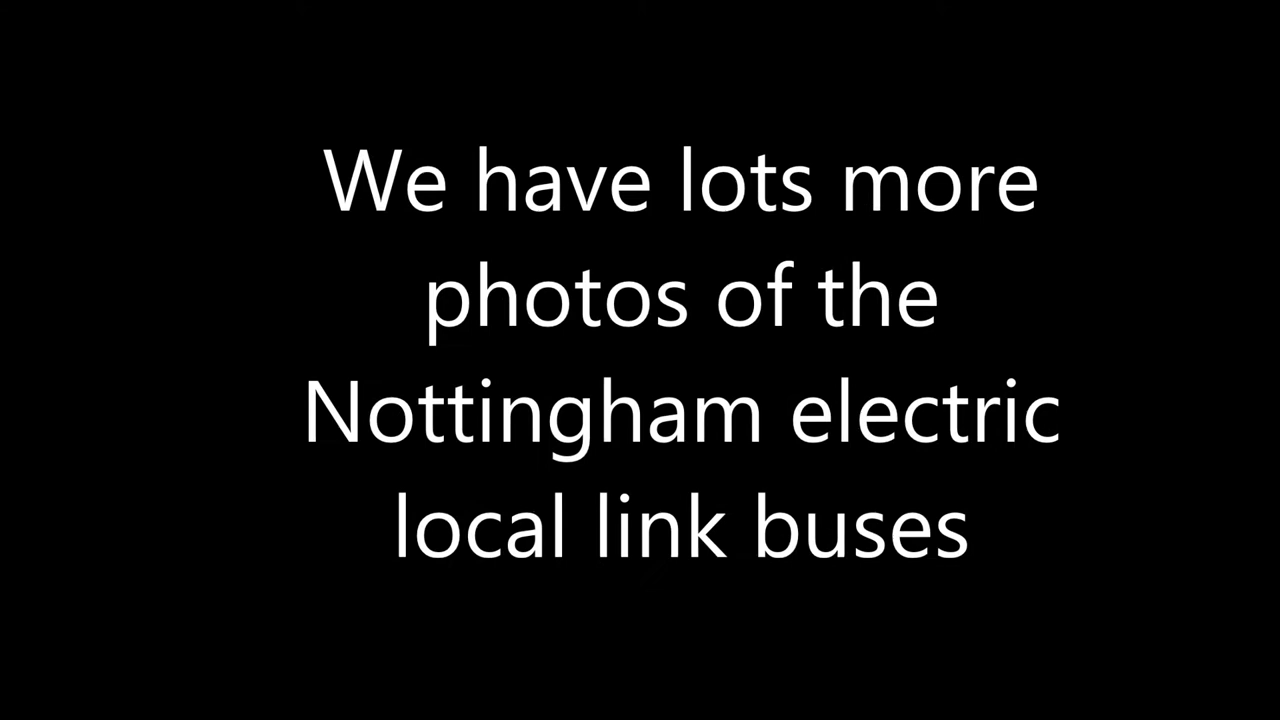 We have lots more
photos of the
Nottingham electric
local link buses